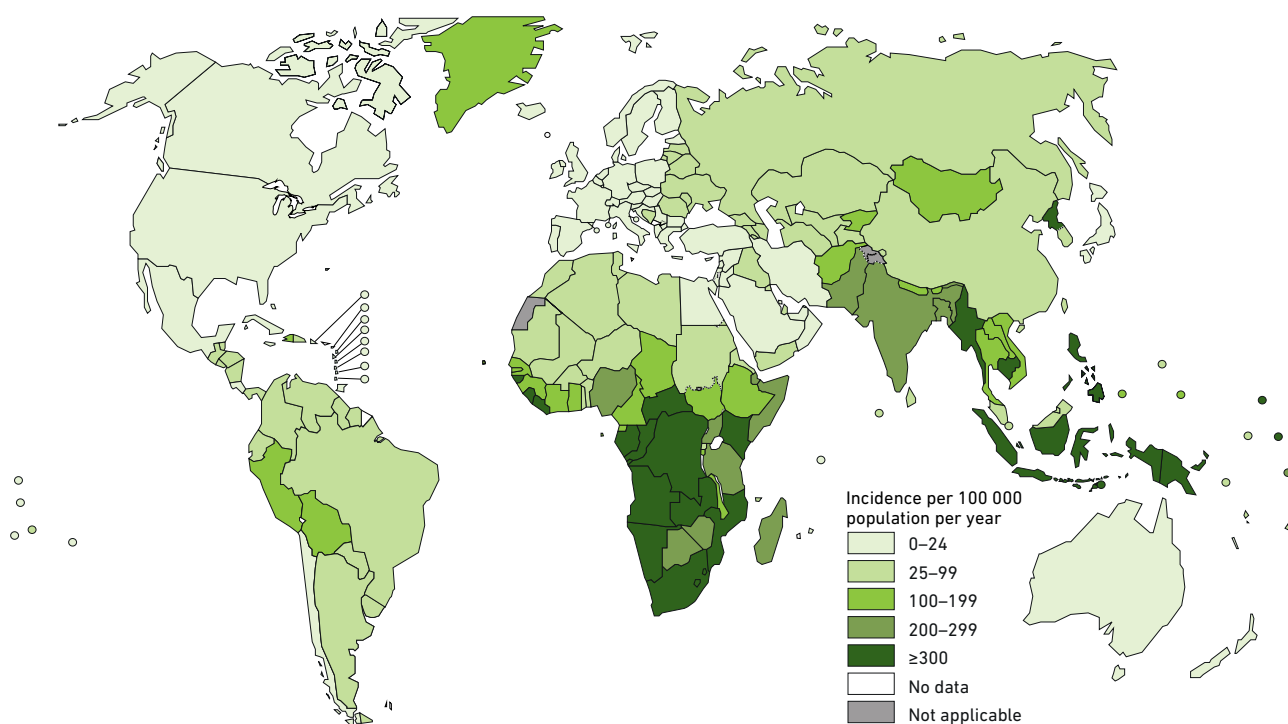 Incidence per 100 000
population per year
0–24
25–99
100–199
200–299
≥300
No data
Not applicable